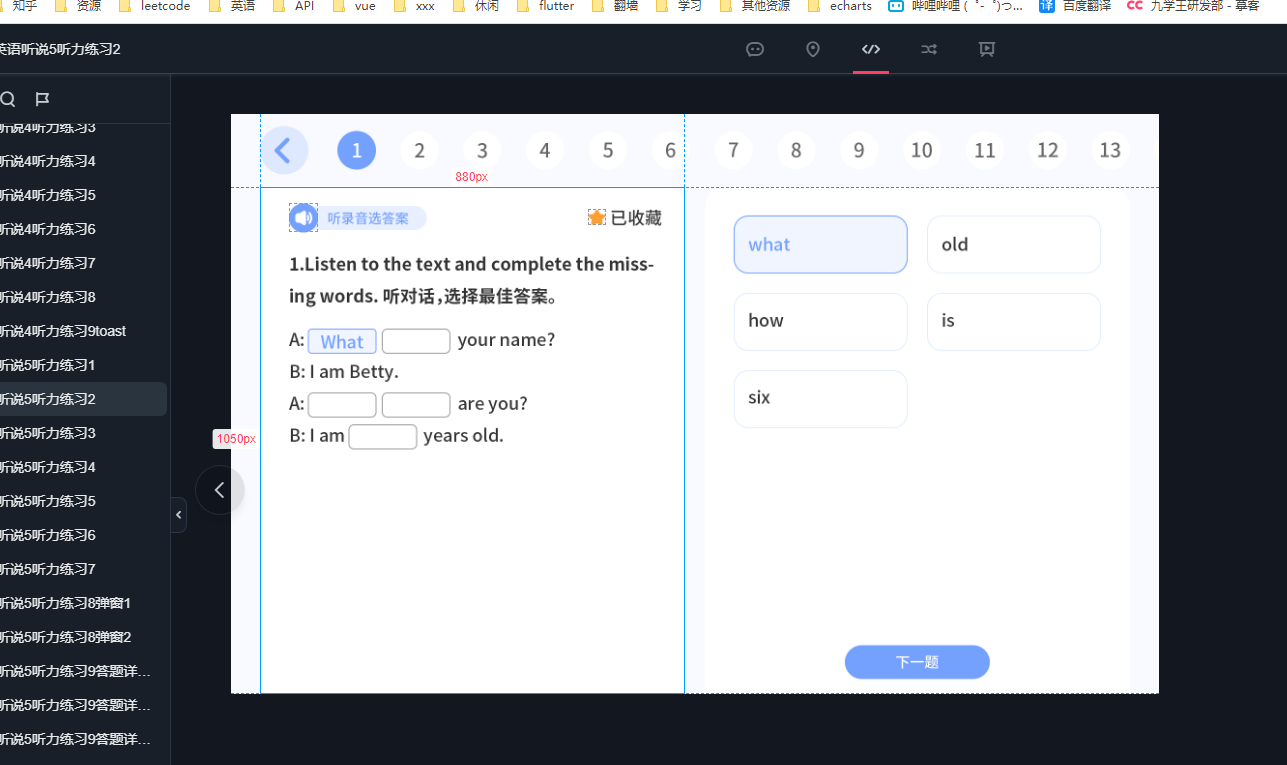 知乎 资源 leetcode 英语 API vue xxx 休闲 flutter 翻墙 学习 其他资源 echarts 哔哩哔哩 (゜-゜)つ... 译 百度翻译 CC 九学王研发部 - 摹客
英语听说5听力练习2
听说4听力练习3
听说4听力练习4
听说4听力练习5
听说4听力练习6
听说4听力练习7
听说4听力练习8
听说4听力练习9toast
听说5听力练习1
听说5听力练习2
听说5听力练习3
听说5听力练习4
听说5听力练习5
听说5听力练习6
听说5听力练习7
听说5听力练习8弹窗1
听说5听力练习8弹窗2
听说5听力练习9答题详...
听说5听力练习9答题详...
听说5听力练习9答题详...
1 2 3 4 5 6 7 8 9 10 11 12 13
880px
1050px
听录音选答案 已收藏
1.Listen to the text and complete the miss-
ing words. 听对话,选择最佳答案。
A: What your name?
B: I am Betty.
A: are you?
B: I am years old.
what old
how is
six
下一题